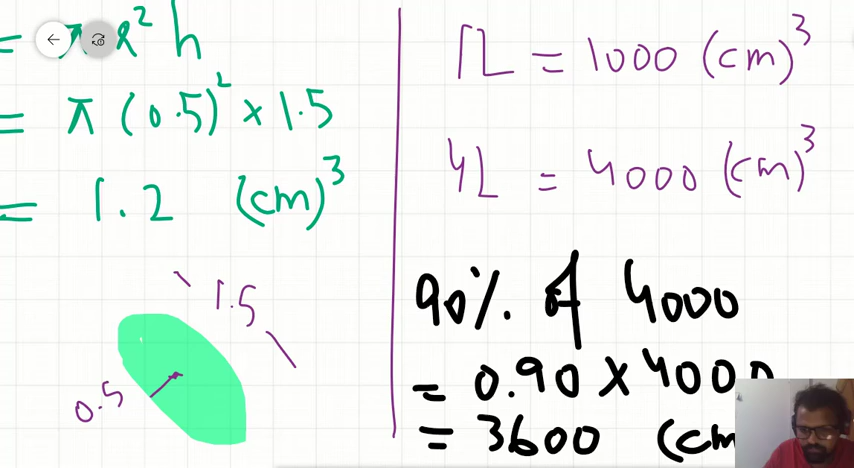 = π r² h
= π (0.5)² × 1.5
= 1.2 (cm)³
1.5
0.5
1L = 1000 (cm)³
4L = 4000 (cm)³
90% of 4000
= 0.90 × 4000
= 3600 (cm